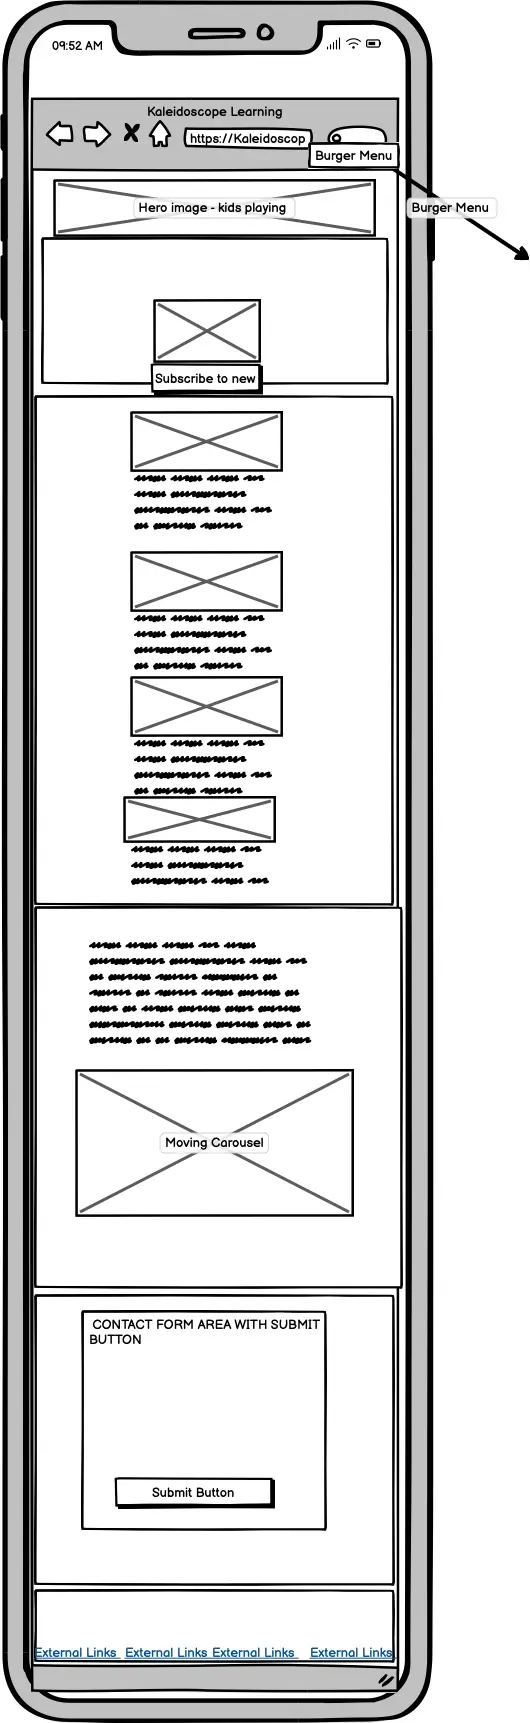 09:52 AM
Kaleidoscope Learning
https://Kaleidoscop
Burger Menu
Hero image - kids playing
Burger Menu
Subscribe to new
Moving Carousel
CONTACT FORM AREA WITH SUBMIT
BUTTON
Submit Button
External Links External Links External Links External Links